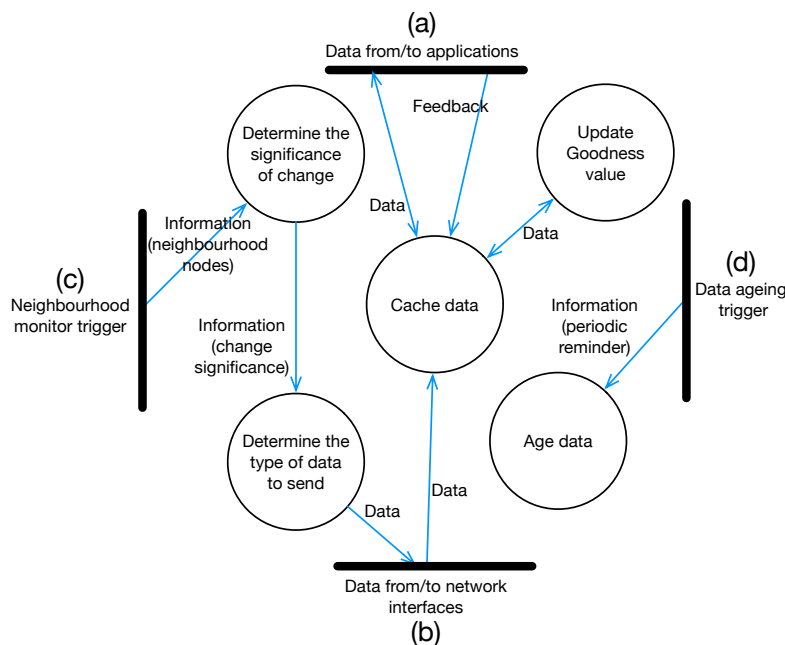 (a)
Data from/to applications
Feedback
Determine the
significance
of change
Update
Goodness
value
Data
Data
Information
(neighbourhood
nodes)
(c)
Neighbourhood
monitor trigger
(d)
Data ageing
trigger
Cache data
Information
(periodic
reminder)
Information
(change
significance)
Determine the
type of data
to send
Age data
Data
Data
Data from/to network
interfaces
(b)